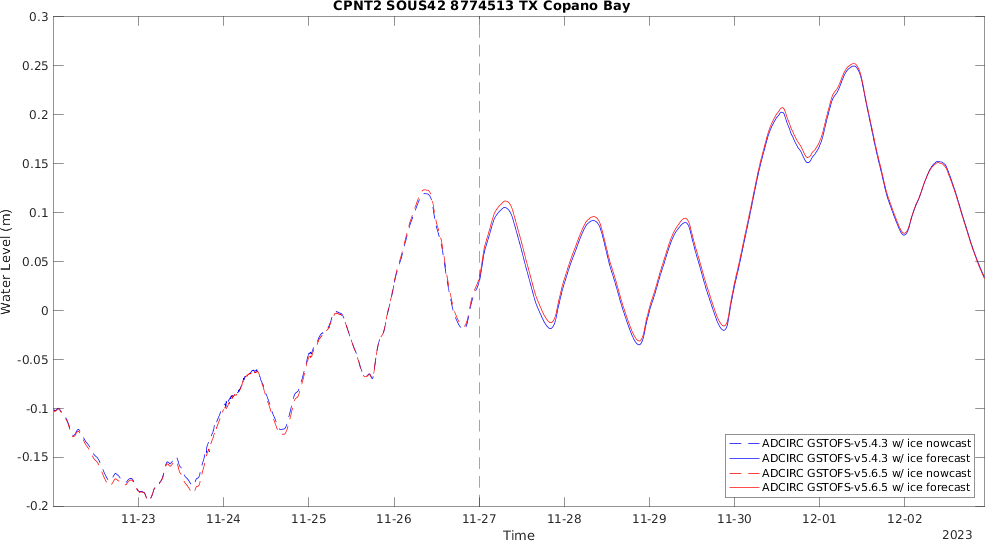 CPNT2 SOUS42 8774513 TX Copano Bay
0.3
0.25
0.2
0.15
0.1
0.05
0
-0.05
-0.1
-0.15
-0.2
Water Level (m)
ADCIRC GSTOFS-v5.4.3 w/ ice nowcast
ADCIRC GSTOFS-v5.4.3 w/ ice forecast
ADCIRC GSTOFS-v5.6.5 w/ ice nowcast
ADCIRC GSTOFS-v5.6.5 w/ ice forecast
11-23 11-24 11-25 11-26 11-27 11-28 11-29 11-30 12-01 12-02
Time
2023